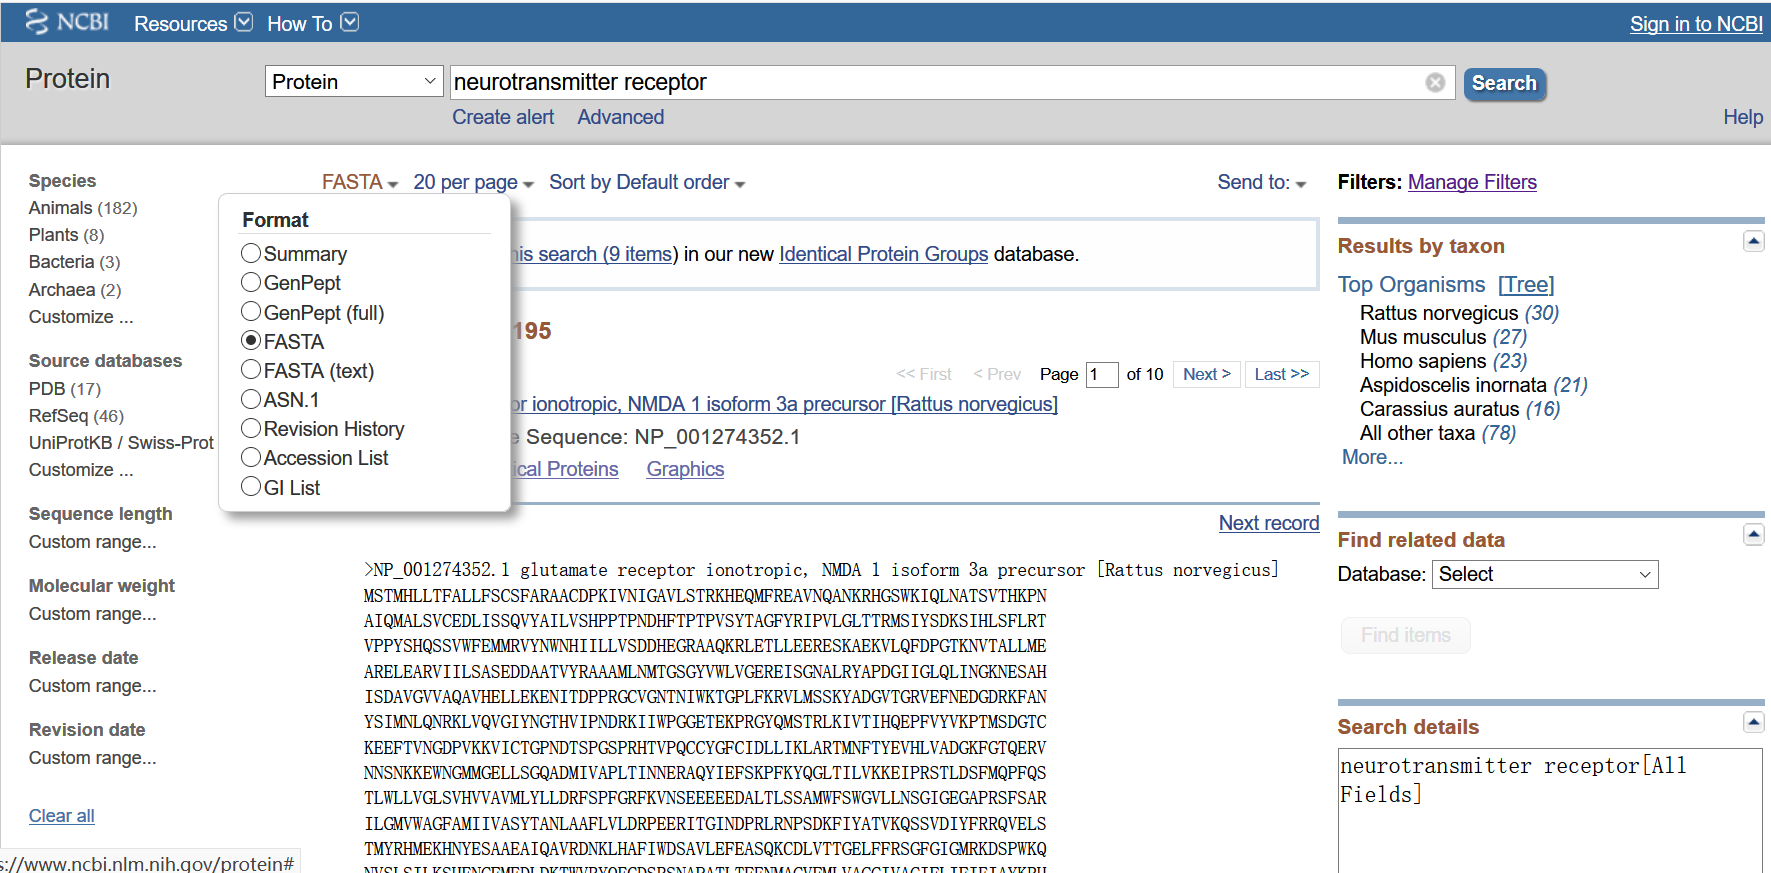 NCBI Resources How To Sign in to NCBI
Protein Protein neurotransmitter receptor Search
Create alert Advanced Help
Species
Animals (182)
Plants (8)
Bacteria (3)
Archaea (2)
Customize ...
Source databases
PDB (17)
RefSeq (46)
UniProtKB / Swiss-Prot
Customize ...
Sequence length
Custom range...
Molecular weight
Custom range...
Release date
Custom range...
Revision date
Custom range...
Clear all
s://www.ncbi.nlm.nih.gov/protein#
FASTA 20 per page Sort by Default order Send to:
Format
Summary
GenPept
GenPept (full)
FASTA
FASTA (text)
ASN.1
Revision History
Accession List
GI List
his search (9 items) in our new Identical Protein Groups database.
195
<< First < Prev Page 1 of 10 Next > Last >>
or ionotropic, NMDA 1 isoform 3a precursor [Rattus norvegicus]
e Sequence: NP_001274352.1
ical Proteins Graphics
Next record
>NP_001274352.1 glutamate receptor ionotropic, NMDA 1 isoform 3a precursor [Rattus norvegicus]
MSTMHLLTFALLFSCSFARAACDPKIVNIGAVLSTRKHEQMFREAVNQANKRHGSWKIQLNATSVTHKPN
AIQMALSVCEDLISSQVYAILVSHPPTPNDHFTPTPVSYTAGFYRIPVLGLTTRMSIYSDKSIHLSFLRT
VPPYSHQSSVWFEMMRVYNWNHIILLVSDDHEGRAAQKRLETLLEERESKAEKVLQFDPGTKNVTALLME
ARELEARVIILSASEDDAATVYRAAAMLNMTGSGYVWLVGEREISGNALRYAPDGIIGLQLINGKNESAH
ISDAVGVVAQAVHELLEKENITDPPRGCVGNTNIWKTGPLFKRVLMSSKYADGVTGRVEFNEDGDRKFAN
YSIMNLQNRKLVQVGIYNGTHVIPNDRKIIWPGGETEKPRGYQMSTRLKIVTIHQEPFVYVKPTMSDGTC
KEEFTVNGDPVKKVICTGPNDTSPGSPRHTVPQCCYGFCIDLLIKLARTMNFTYEVHLVADGKFGTQERV
NNSNKKEWNGMMGELLSGQADMIVAPLTINNERAQYIEFSKPFKYQGLTILVKKEIPRSTLDSFMQPFQS
TLWLLVGLSVHVVAVMLYLLDRFSPFGRFKVNSEEEEEDALTLSSAMWFSWGVLLNSGIGEGAPRSFSAR
ILGMVWAGFAMIIVASYTANLAAFLVLDRPEERITGINDPRLRNPSDKFIYATVKQSSVDIYFRRQVELS
TMYRHMEKHNYESAAEAIQAVRDNKLHAFIWDSAVLEFEASQKCDLVTTGELFFRSGFGIGMRKDSPWKQ
Filters: Manage Filters
Results by taxon
Top Organisms [Tree]
Rattus norvegicus (30)
Mus musculus (27)
Homo sapiens (23)
Aspidoscelis inornata (21)
Carassius auratus (16)
All other taxa (78)
More...
Find related data
Database: Select
Find items
Search details
neurotransmitter receptor[All
Fields]